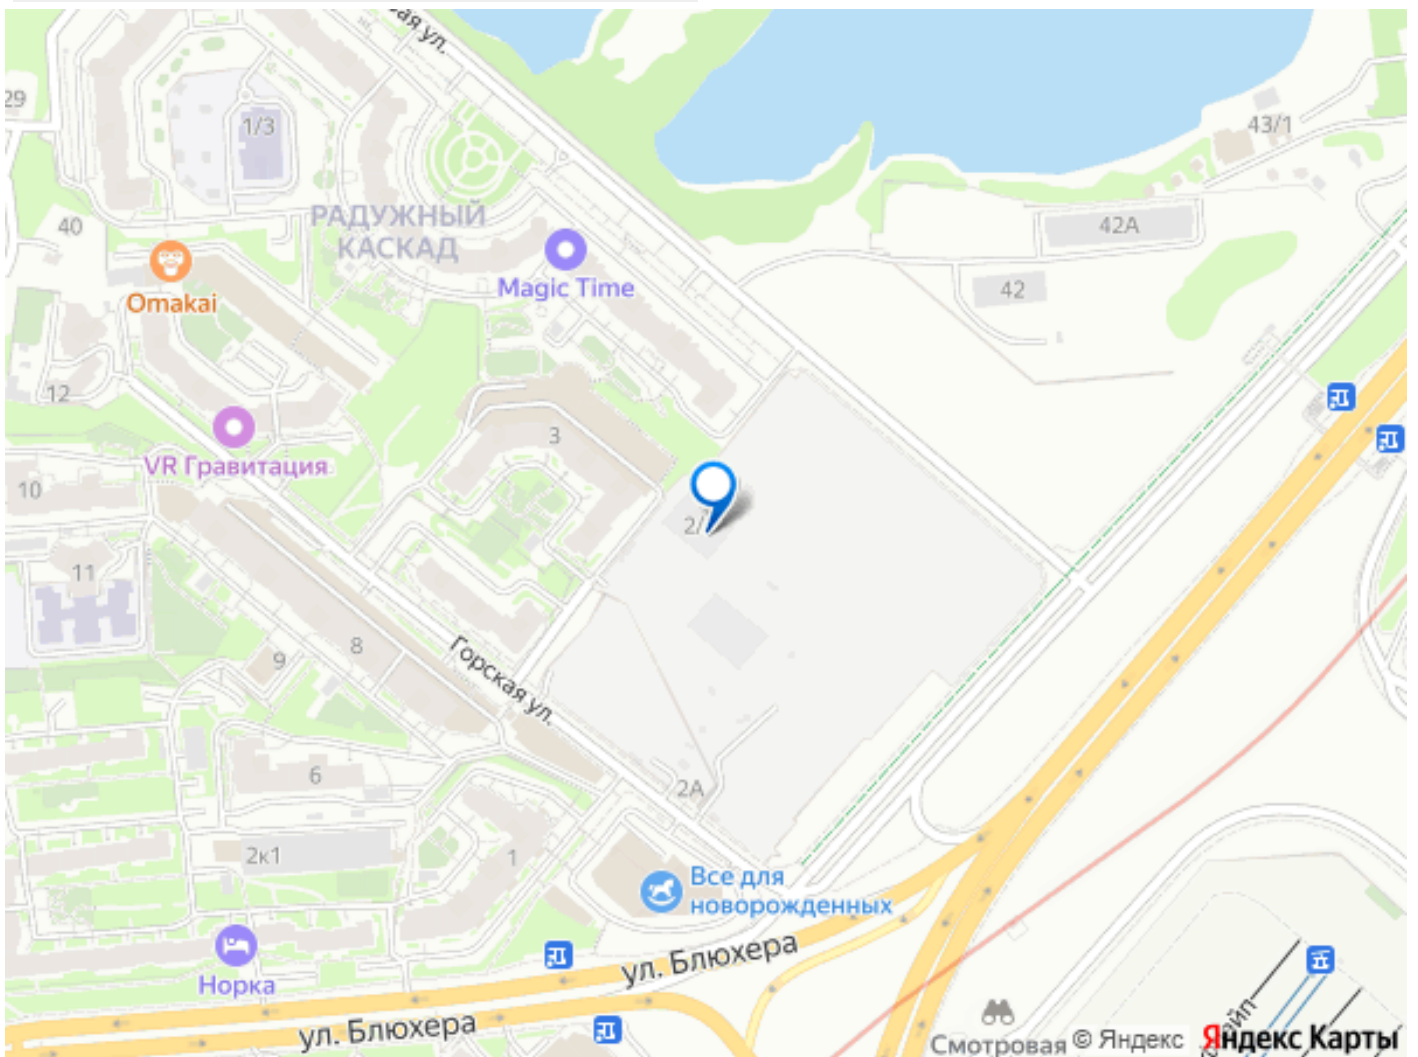 вая ул.
29
1/3
43/1
40
РАДУЖНЫЙ
КАСКАД
42А
Omakai
Magic Time
42
12
3
VR Гравитация
10
2/
11
8
9
Горская ул.
6
2А
2к1
1
Все для
новорожденных
Норка
ул. Блюхера
ул. Блюхера
Смотровая
© Яндекс
Яндекс Карты